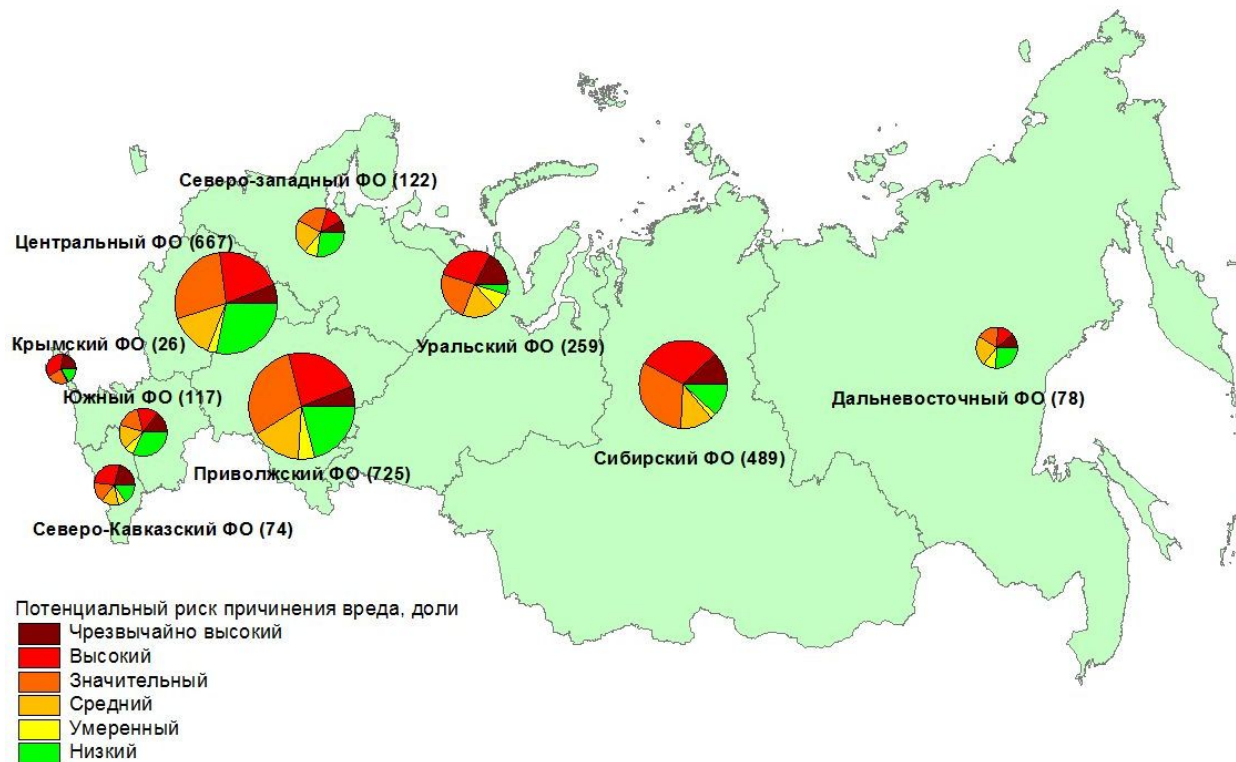 Северо-западный ФО (122)
Центральный ФО (667)
Крымский ФО (26)
Уральский ФО (259)
Южный ФО (117)
Дальневосточный ФО (78)
Сибирский ФО (489)
Приволжский ФО (725)
Северо-Кавказский ФО (74)
Потенциальный риск причинения вреда, доли
Чрезвычайно высокий
Высокий
Значительный
Средний
Умеренный
Низкий